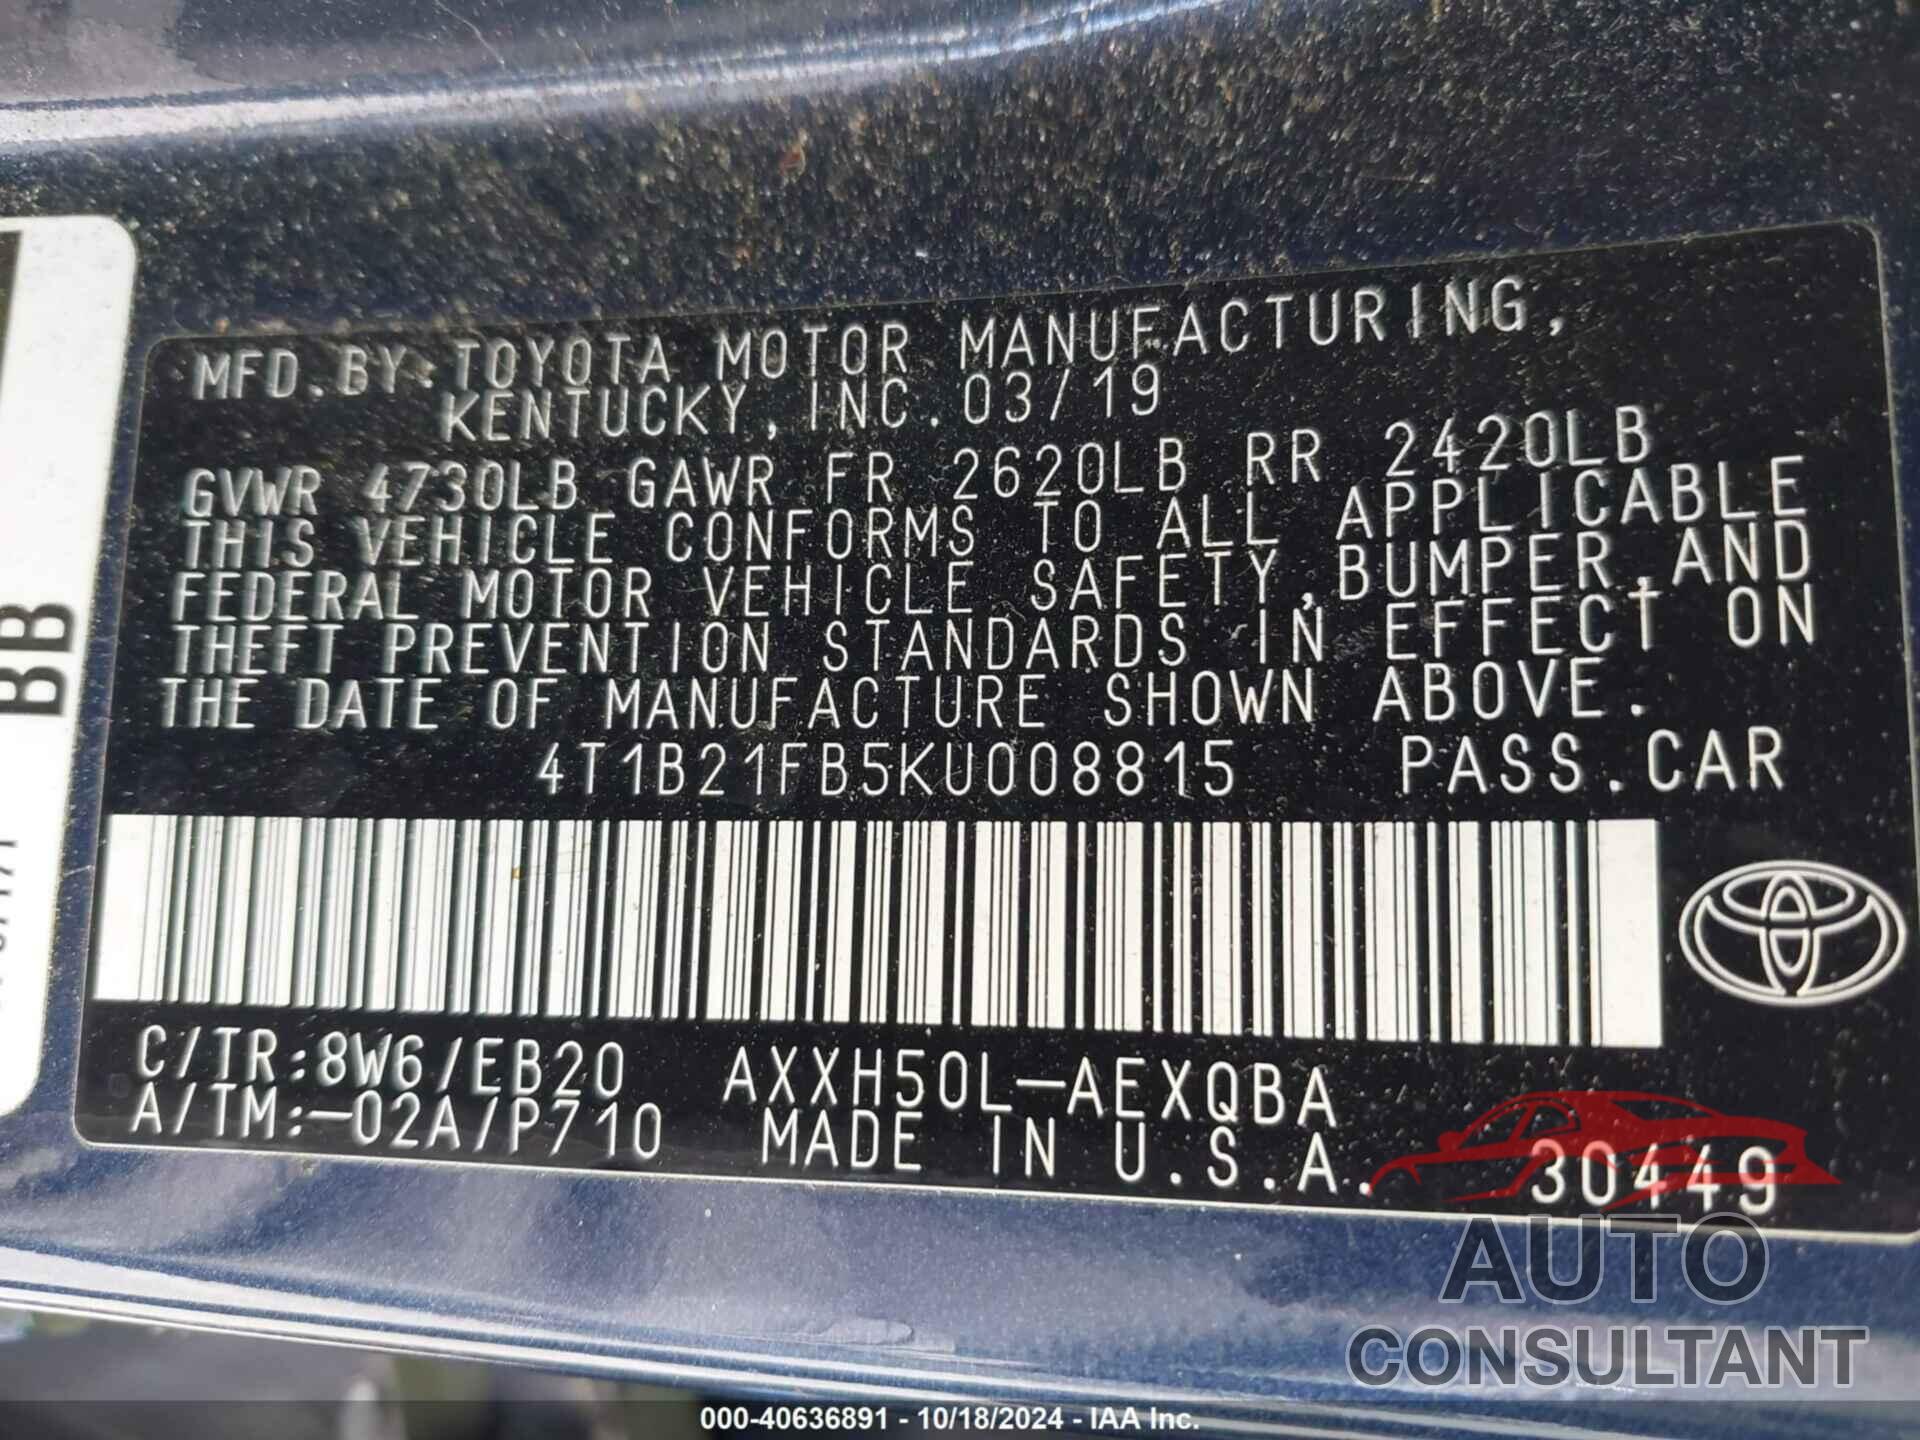 MFD. BY: TOYOTA MOTOR MANUFACTURING,
KENTUCKY, INC. 03/19
GVWR 4730LB GAWR FR 2620LB RR 2420LB
THIS VEHICLE CONFORMS TO ALL APPLICABLE
FEDERAL MOTOR VEHICLE SAFETY, BUMPER, AND
THEFT PREVENTION STANDARDS IN EFFECT ON
THE DATE OF MANUFACTURE SHOWN ABOVE.
4T1B21FB5KU008815 PASS. CAR
C/TR:8W6/EB20 AXXH50L-AEXQBA
A/TM:-02A/P710 MADE IN U.S.A. 30449
BB
AUTO
CONSULTANT
000-40636891 - 10/18/2024 - IAA Inc.